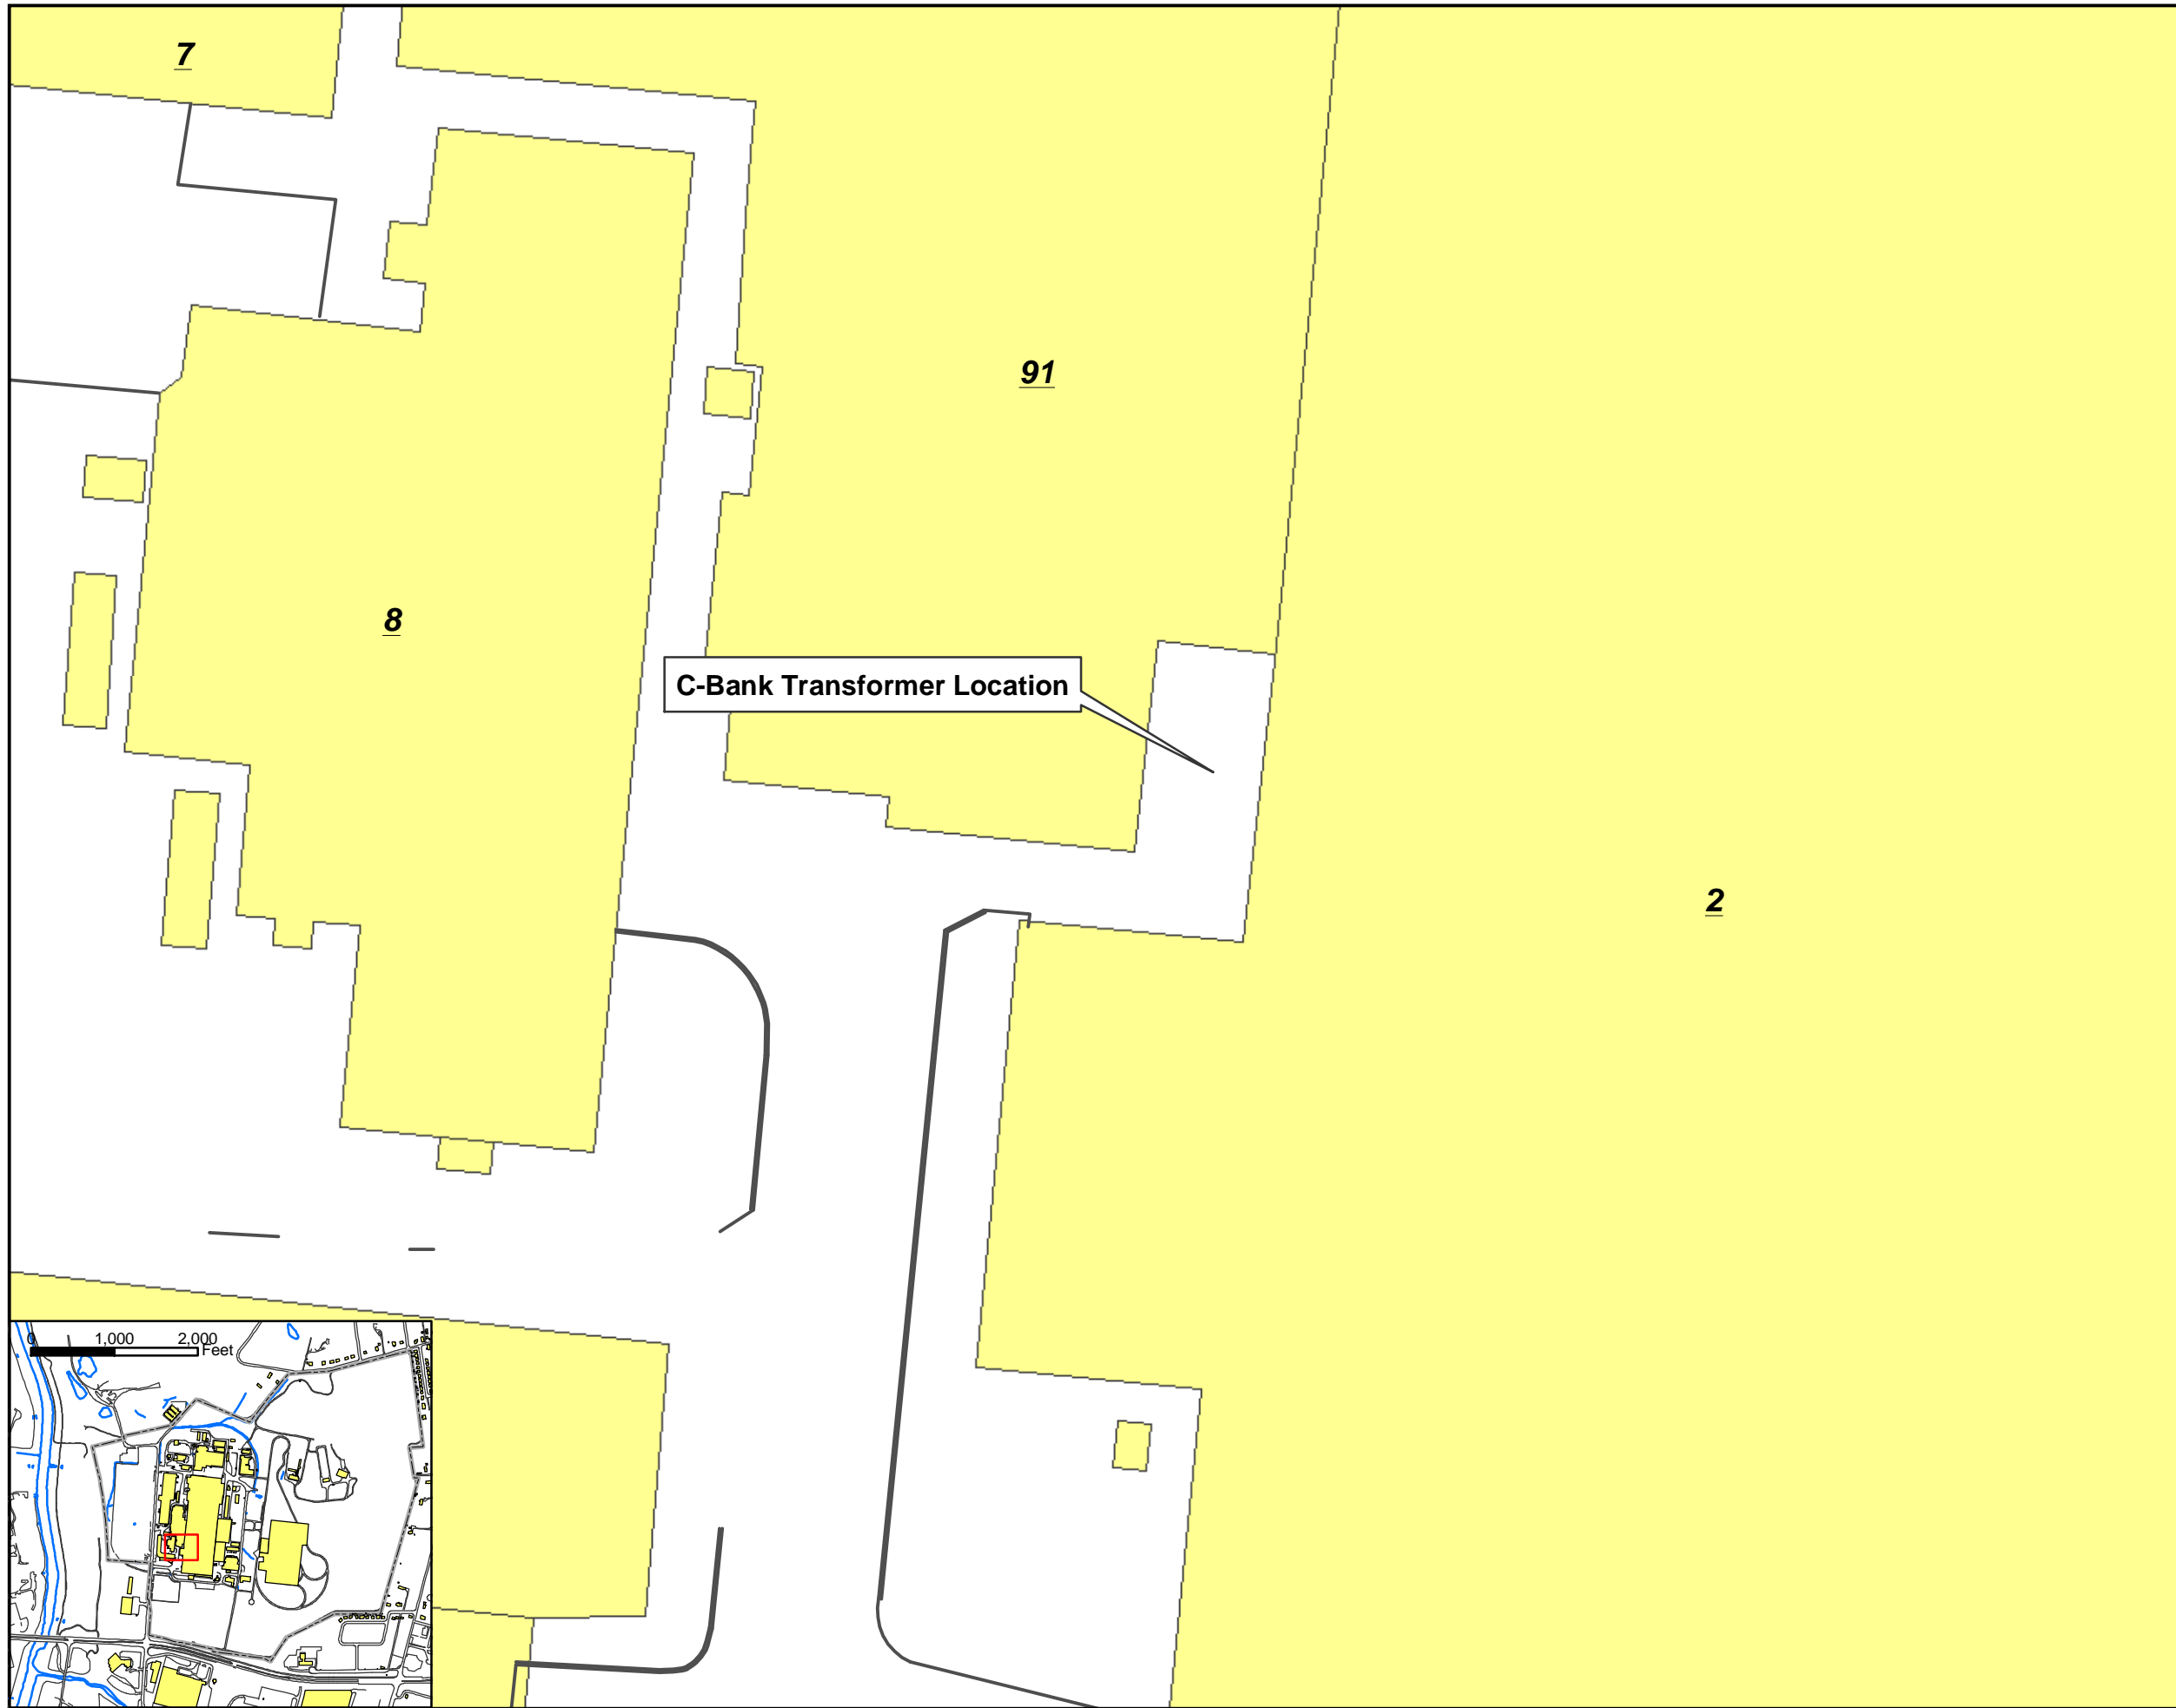 7
91
8
C-Bank Transformer Location
2
0 1,000 2,000
Feet